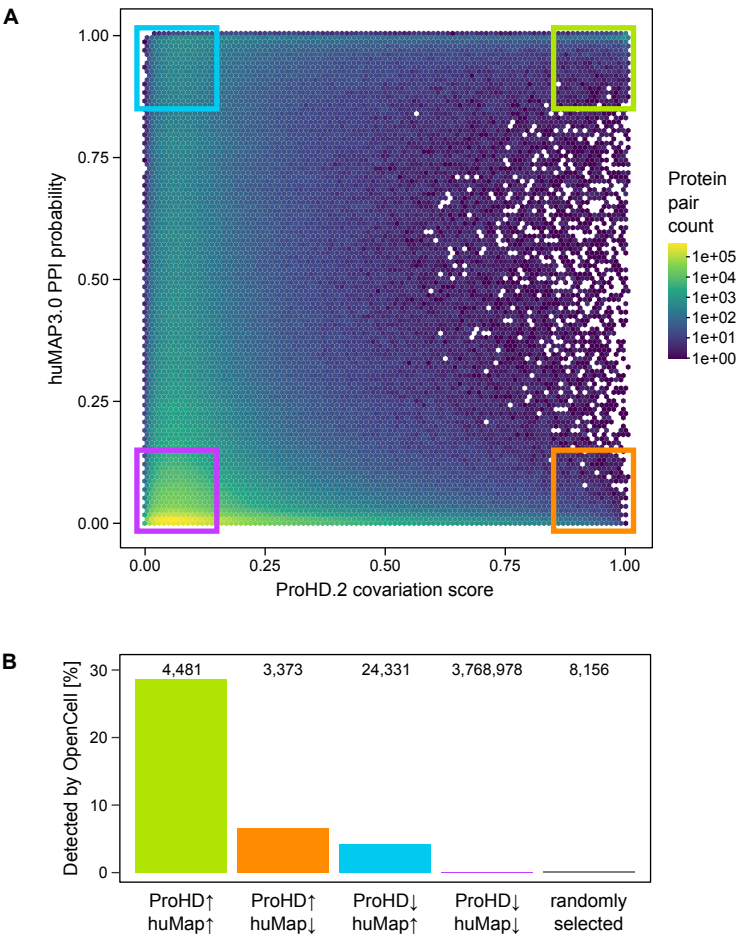 A
1.00
0.75
0.50
0.25
0.00
huMAP3.0 PPI probability
0.00 0.25 0.50 0.75 1.00
ProHD.2 covariation score
Protein
pair
count
1e+05
1e+04
1e+03
1e+02
1e+01
1e+00
B
Detected by OpenCell [%]
30
20
10
0
4,481 3,373 24,331 3,768,978 8,156
ProHD↑ ProHD↑ ProHD↓ ProHD↓ randomly
huMap↑ huMap↓ huMap↑ huMap↓ selected